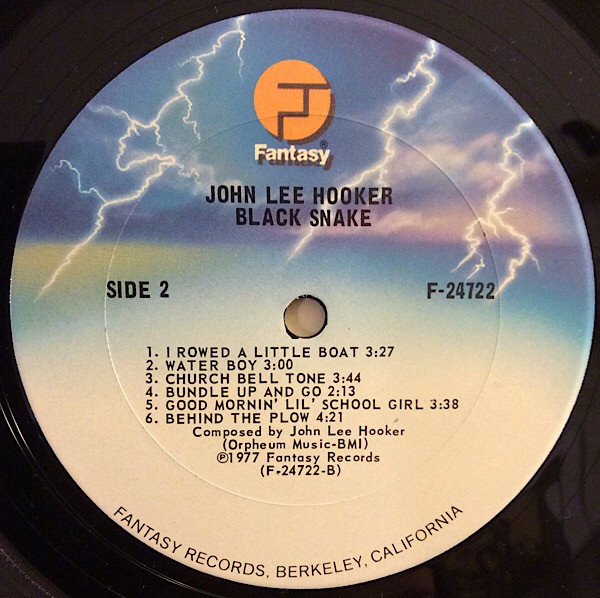 Fantasy®
JOHN LEE HOOKER
BLACK SNAKE
SIDE 2
F-24722
1. I ROWED A LITTLE BOAT 3:27
2. WATER BOY 3:00
3. CHURCH BELL TONE 3:44
4. BUNDLE UP AND GO 2:13
5. GOOD MORNIN' LIL' SCHOOL GIRL 3:38
6. BEHIND THE PLOW 4:21
Composed by John Lee Hooker
(Orpheum Music-BMI)
℗1977 Fantasy Records
(F-24722-B)
FANTASY RECORDS, BERKELEY, CALIFORNIA